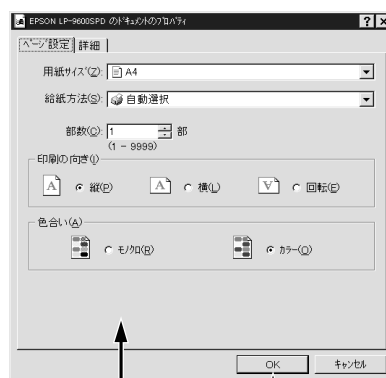 EPSON LP-9600SPD のﾄﾞｷｭﾒﾝﾄのﾌﾟﾛﾊﾟﾃｨ
ページ設定 詳細
用紙サイズ(Z): A4
給紙方法(S): 自動選択
部数(C): 1 部
(1 - 9999)
印刷の向き(I)
A 縦(P) A 横(L) A 回転(E)
色合い(A)
モノクロ(R) カラー(O)
OK キャンセル